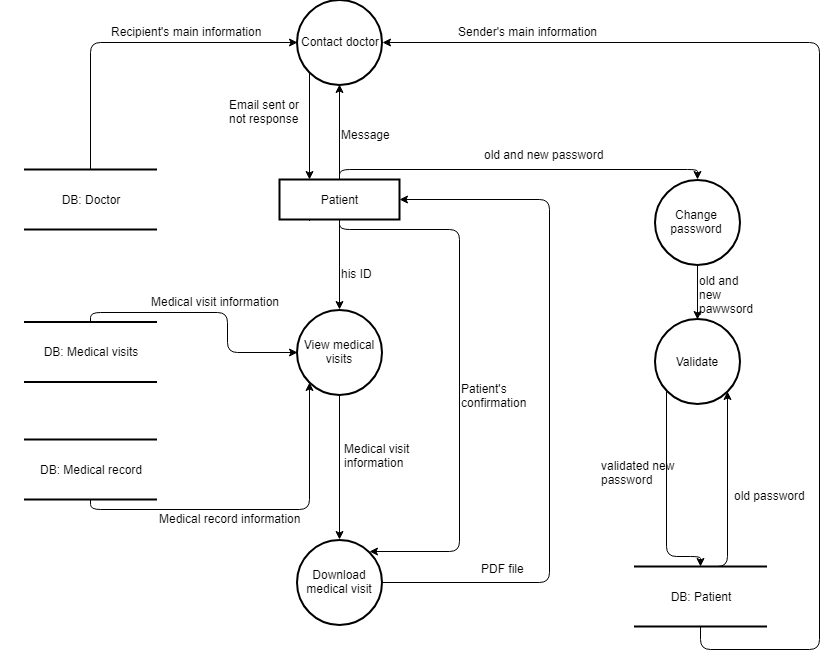 Recipient's main information
Contact doctor
Sender's main information
Email sent or
not response
Message
old and new password
DB: Doctor
Patient
Change
password
his ID
old and
new
pawwsord
Medical visit information
DB: Medical visits
View medical
visits
Validate
Patient's
confirmation
Medical visit
information
DB: Medical record
validated new
password
old password
Medical record information
PDF file
Download
medical visit
DB: Patient